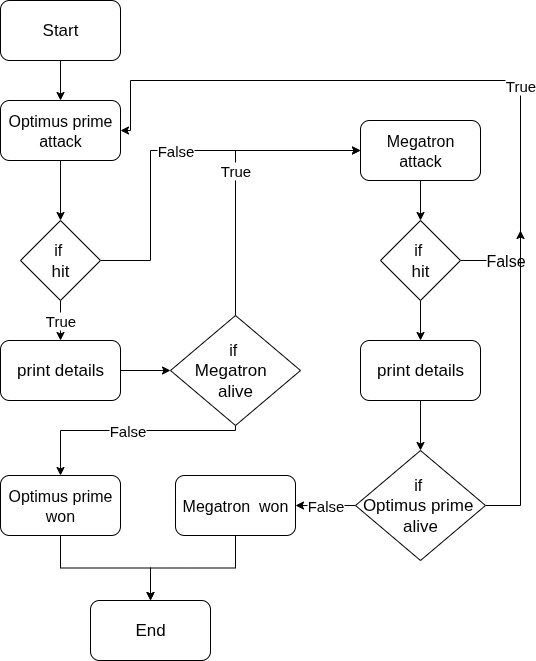 Start
True
Optimus prime
attack
Megatron
attack
False
True
if
hit
if
hit
False
True
print details
if
Megatron
alive
print details
False
Optimus prime
won
Megatron  won
False
if
Optimus prime
alive
End